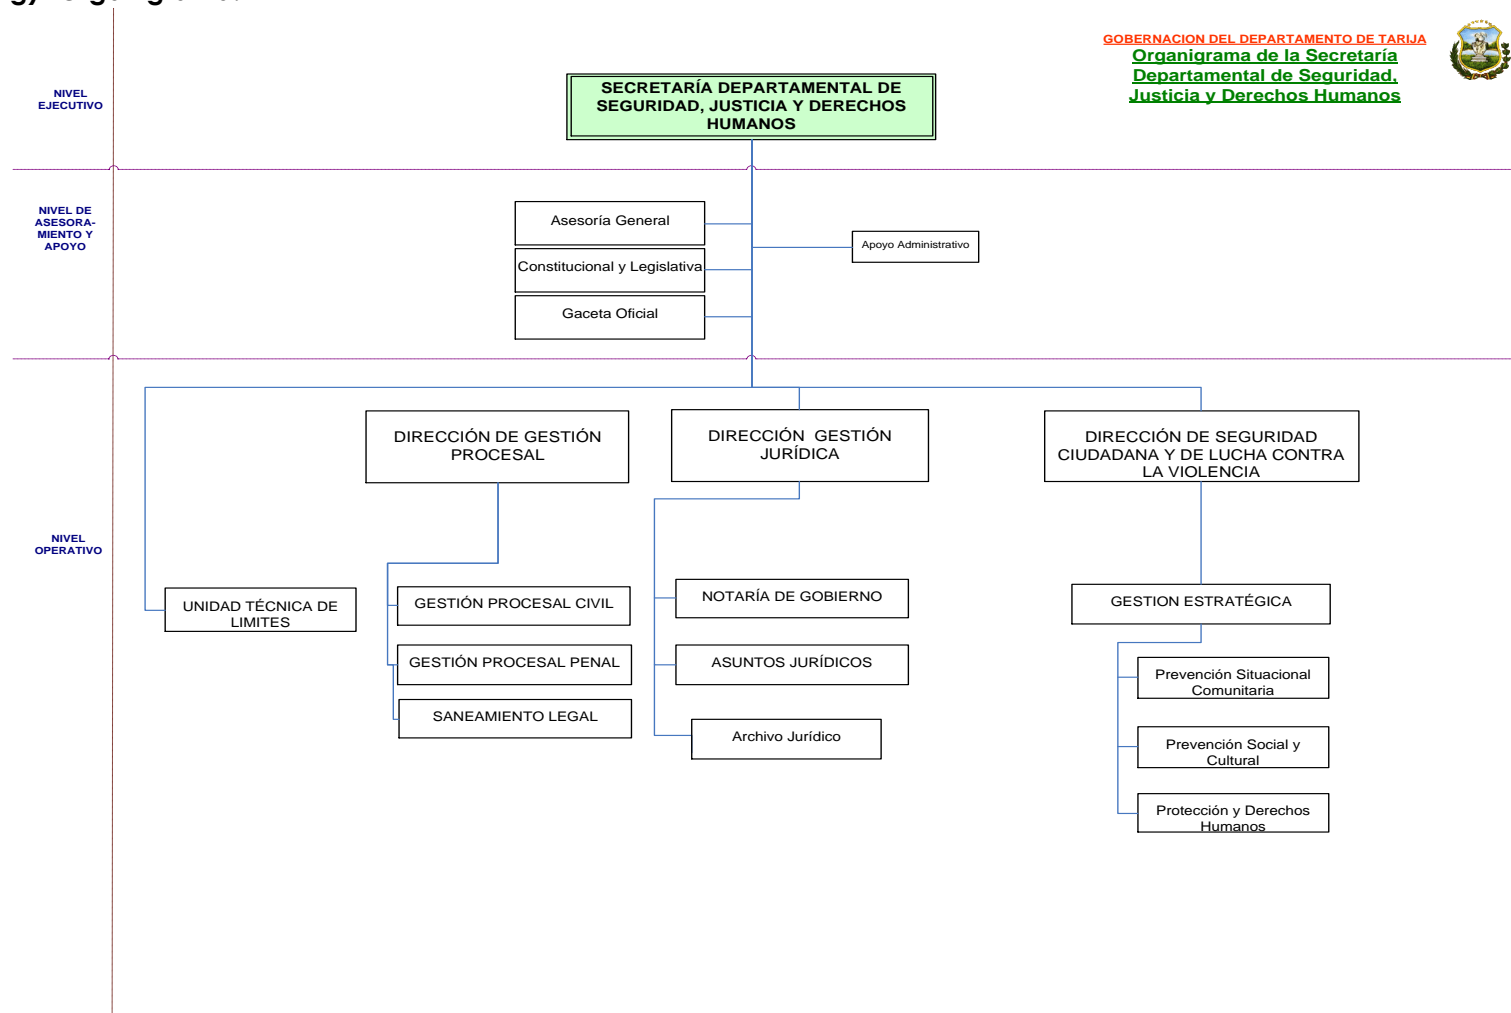 GOBERNACION DEL DEPARTAMENTO DE TARIJA
Organigrama de la Secretaría
Departamental de Seguridad,
Justicia y Derechos Humanos
NIVEL
EJECUTIVO
SECRETARÍA DEPARTAMENTAL DE
SEGURIDAD, JUSTICIA Y DERECHOS
HUMANOS
NIVEL DE
ASESORA-
MIENTO Y
APOYO
Asesoría General
Apoyo Administrativo
Constitucional y Legislativa
Gaceta Oficial
NIVEL
OPERATIVO
DIRECCIÓN DE GESTIÓN
PROCESAL
DIRECCIÓN GESTIÓN
JURÍDICA
DIRECCIÓN DE SEGURIDAD
CIUDADANA Y DE LUCHA CONTRA
LA VIOLENCIA
UNIDAD TÉCNICA DE
LIMITES
GESTIÓN PROCESAL CIVIL
GESTIÓN PROCESAL PENAL
SANEAMIENTO LEGAL
NOTARÍA DE GOBIERNO
ASUNTOS JURÍDICOS
Archivo Jurídico
GESTION ESTRATÉGICA
Prevención Situacional
Comunitaria
Prevención Social y
Cultural
Protección y Derechos
Humanos